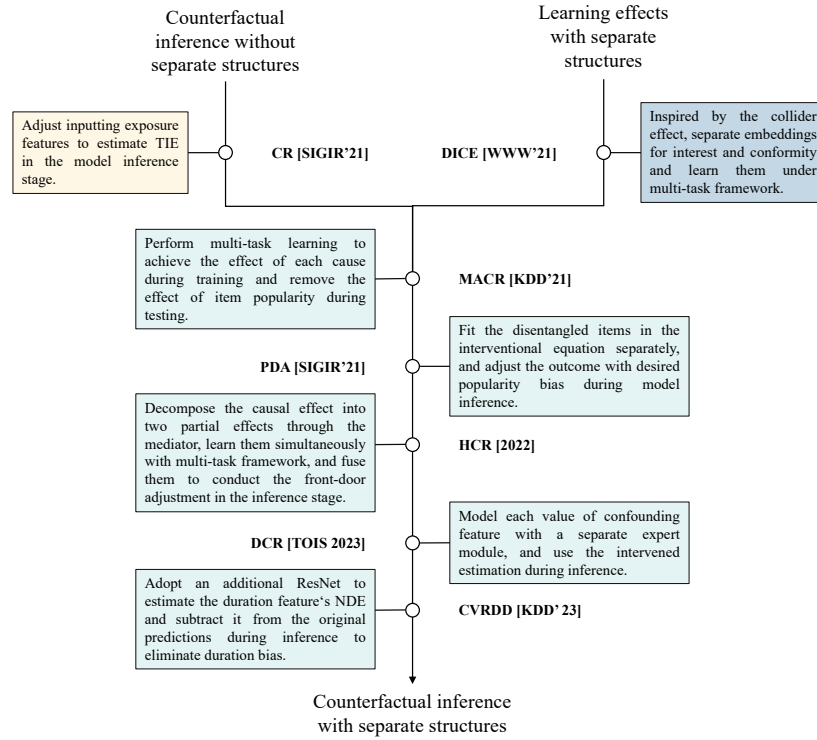 Counterfactual
inference without
separate structures
Learning effects
with separate
structures
Adjust inputting exposure
features to estimate TIE
in the model inference
stage.
CR [SIGIR'21]
DICE [WWW'21]
Inspired by the collider
effect, separate embeddings
for interest and conformity
and learn them under
multi-task framework.
Perform multi-task learning to
achieve the effect of each cause
during training and remove the
effect of item popularity during
testing.
MACR [KDD'21]
PDA [SIGIR'21]
Fit the disentangled items in the
interventional equation separately,
and adjust the outcome with desired
popularity bias during model
inference.
Decompose the causal effect into
two partial effects through the
mediator, learn them simultaneously
with multi-task framework, and fuse
them to conduct the front-door
adjustment in the inference stage.
HCR [2022]
DCR [TOIS 2023]
Model each value of confounding
feature with a separate expert
module, and use the intervened
estimation during inference.
Adopt an additional ResNet to
estimate the duration feature‘s NDE
and subtract it from the original
predictions during inference to
eliminate duration bias.
CVRDD [KDD’ 23]
Counterfactual inference
with separate structures